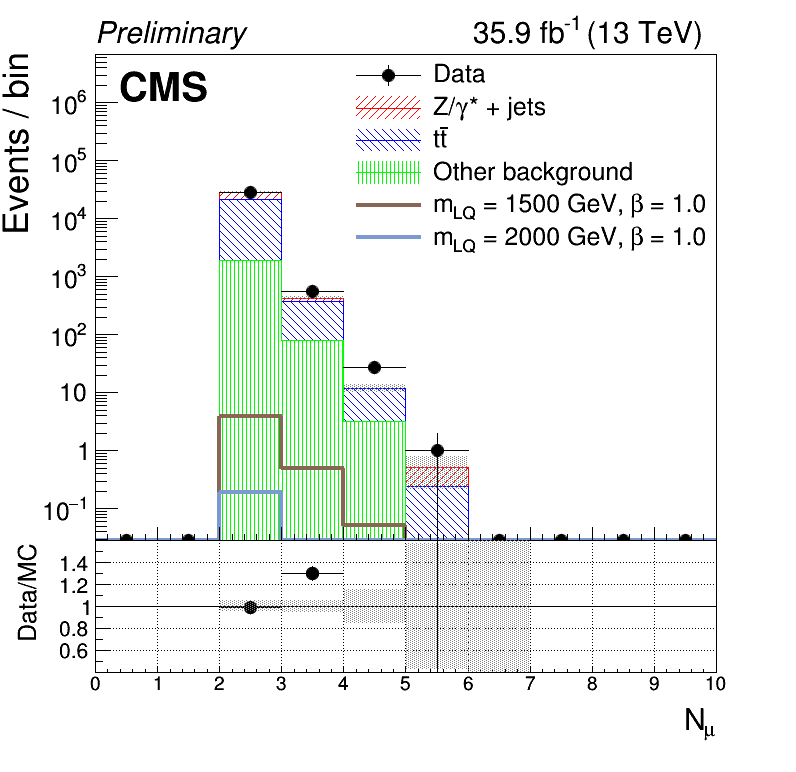 Preliminary 35.9 fb⁻¹ (13 TeV)
CMS
Events / bin
Data
Z/γ* + jets
tt̄
Other background
m_LQ = 1500 GeV, β = 1.0
m_LQ = 2000 GeV, β = 1.0
10⁶
10⁵
10⁴
10³
10²
10
1
10⁻¹
Data/MC
1.4
1.2
1
0.8
0.6
0 1 2 3 4 5 6 7 8 9 10
N_μ